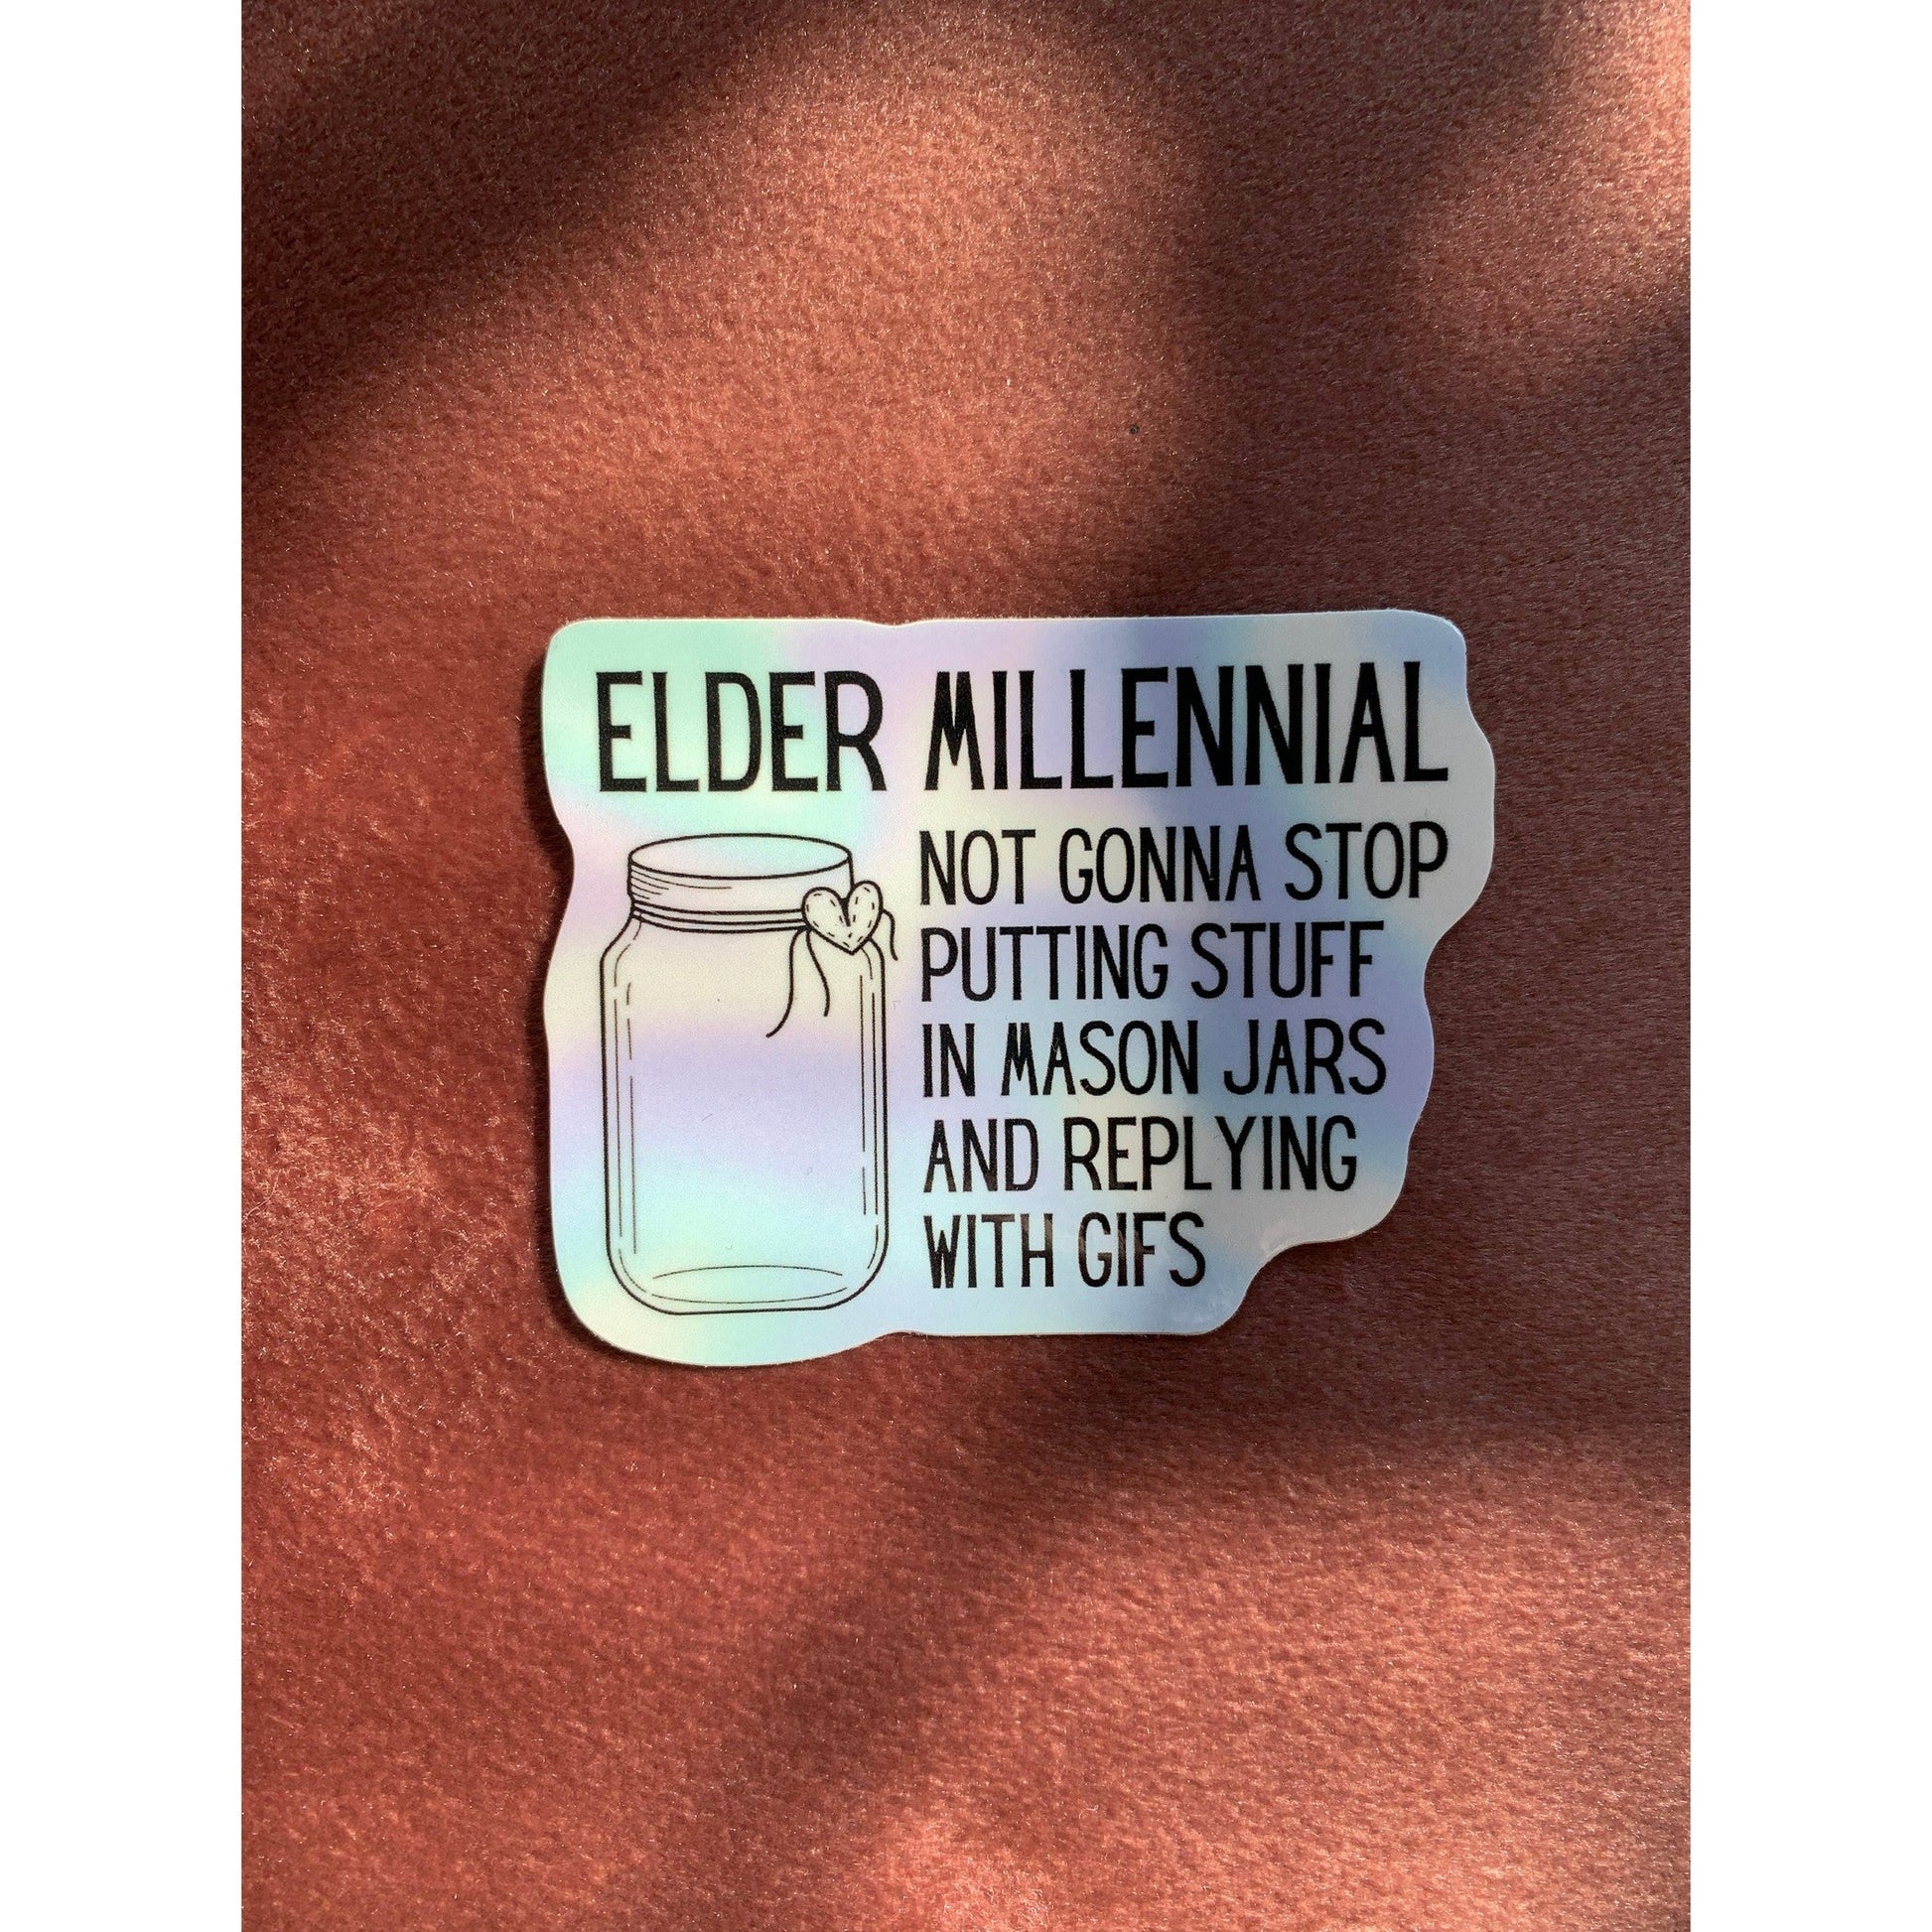 ELDER MILLENNIAL
NOT GONNA STOP
PUTTING STUFF
IN MASON JARS
AND REPLYING
WITH GIFS